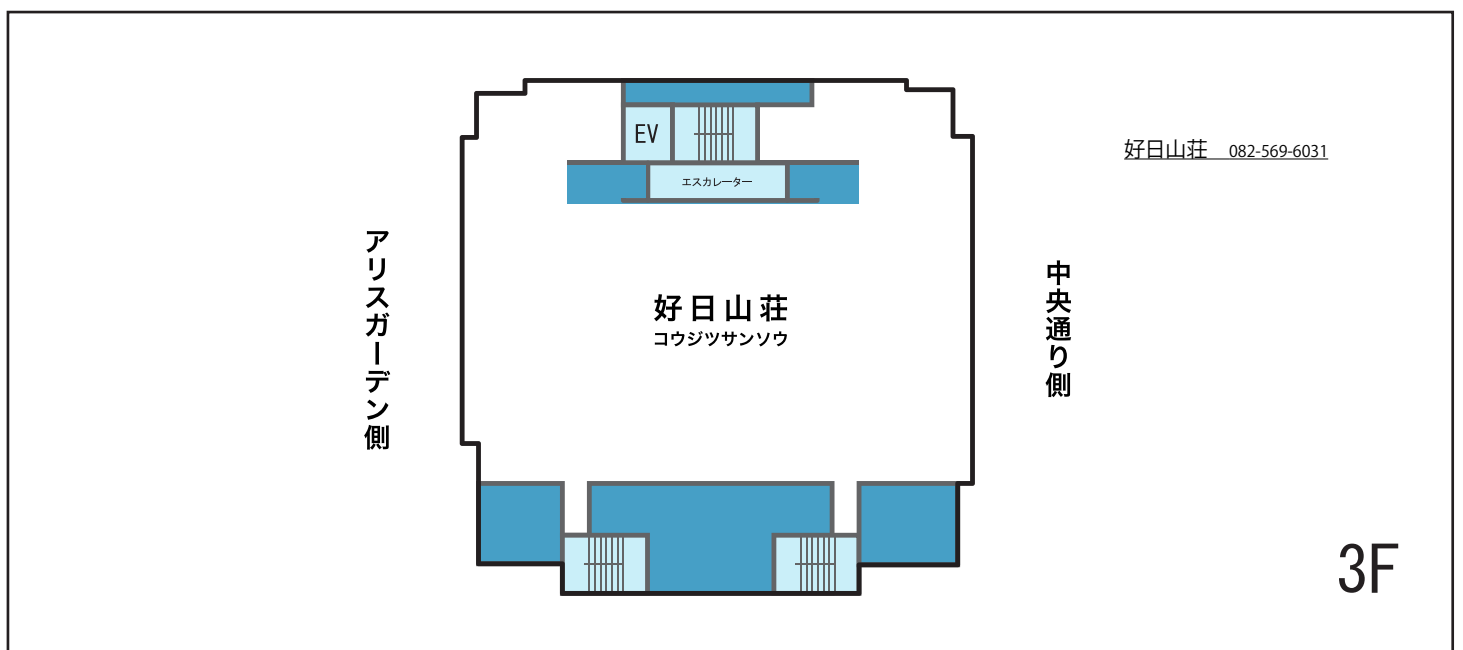 EV
エスカレーター
好日山荘 082-569-6031
アリスガーデン側
好日山荘
コウジツサンソウ
中央通り側
3F